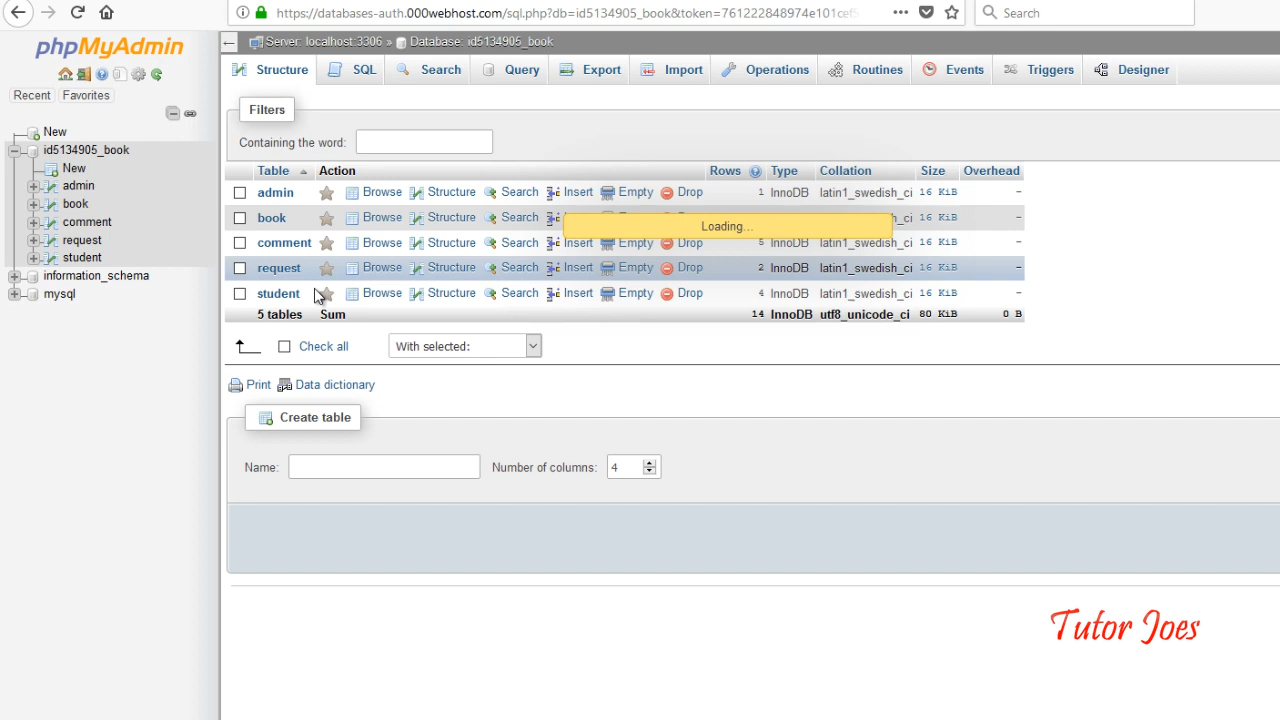 https://databases-auth.000webhost.com/sql.php?db=id5134905_book&token=761222848974e101cef5
Search
phpMyAdmin
Recent Favorites
New
id5134905_book
New
admin
book
comment
request
student
information_schema
mysql
Server: localhost:3306 » Database: id5134905_book
Structure SQL Search Query Export Import Operations Routines Events Triggers Designer
Filters
Containing the word:
Table Action Rows Type Collation Size Overhead
admin Browse Structure Search Insert Empty Drop 1 InnoDB latin1_swedish_ci 16 KiB -
book Browse Structure Search 16 KiB -
Loading...
comment Browse Structure Search Insert Empty Drop 5 InnoDB latin1_swedish_ci 16 KiB -
request Browse Structure Search Insert Empty Drop 2 InnoDB latin1_swedish_ci 16 KiB -
student Browse Structure Search Insert Empty Drop 4 InnoDB latin1_swedish_ci 16 KiB -
5 tables Sum 14 InnoDB utf8_unicode_ci 80 KiB 0 B
Check all With selected:
Print Data dictionary
Create table
Name: Number of columns: 4
Tutor Joes